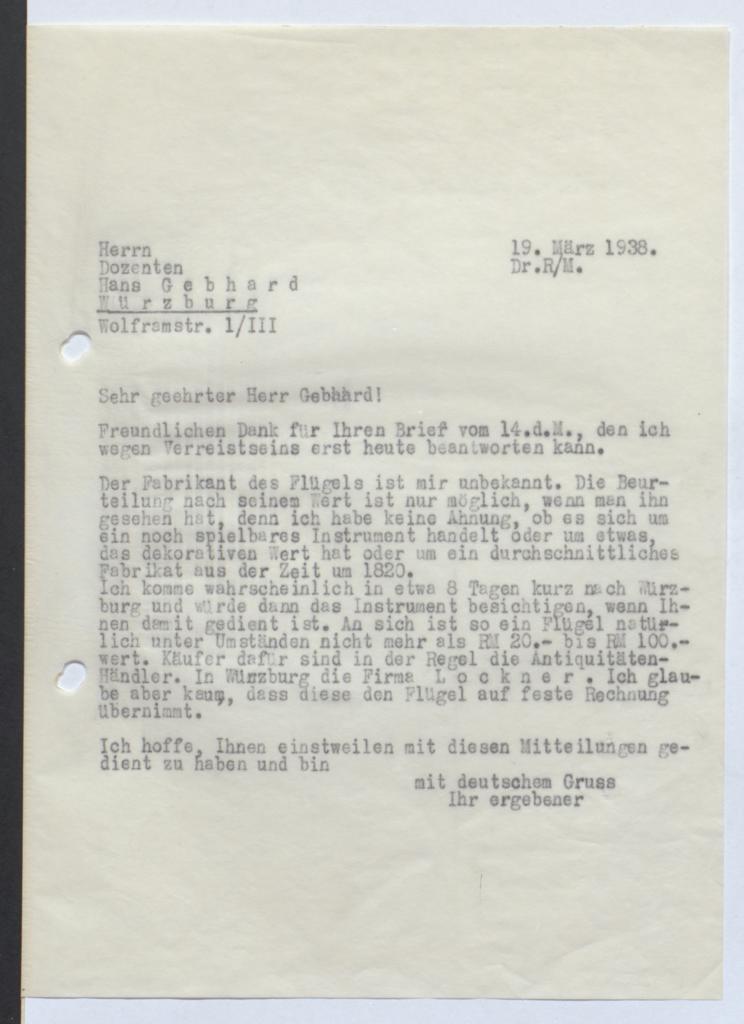 Herrn
Dozenten
Hans G e b h a r d
W ü r z b u r g
Wolframstr. 1/III
19. März 1938.
Dr.R/M.
Sehr geehrter Herr Gebhard!
Freundlichen Dank für Ihren Brief vom 14.d.M., den ich
wegen Verreistseins erst heute beantworten kann.
Der Fabrikant des Flügels ist mir unbekannt. Die Beur-
teilung nach seinem Wert ist nur möglich, wenn man ihn
gesehen hat, denn ich habe keine Ahnung, ob es sich um
ein noch spielbares Instrument handelt oder um etwas,
das dekorativen Wert hat oder um ein durchschnittliches
Fabrikat aus der Zeit um 1820.
Ich komme wahrscheinlich in etwa 8 Tagen kurz nach Würz-
burg und würde dann das Instrument besichtigen, wenn Ih-
nen damit gedient ist. An sich ist so ein Flügel natür-
lich unter Umständen nicht mehr als RM 20.- bis RM 100.-
wert. Käufer dafür sind in der Regel die Antiquitäten-
Händler. In Würzburg die Firma L o c k n e r . Ich glau-
be aber kaum, dass diese den Flügel auf feste Rechnung
übernimmt.
Ich hoffe, Ihnen einstweilen mit diesen Mitteilungen ge-
dient zu haben und bin
mit deutschem Gruss
Ihr ergebener